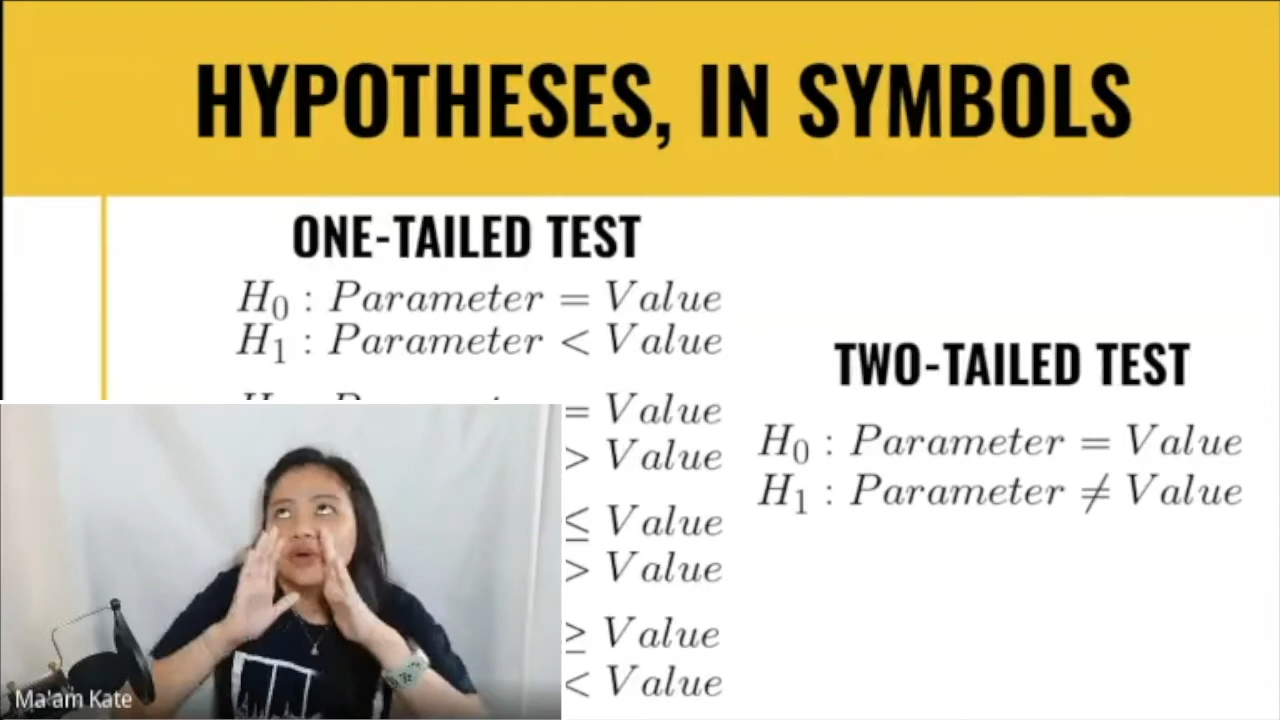 HYPOTHESES, IN SYMBOLS
ONE-TAILED TEST
H₀ : Parameter = Value
H₁ : Parameter < Value
= Value
> Value
≤ Value
> Value
≥ Value
< Value
TWO-TAILED TEST
H₀ : Parameter = Value
H₁ : Parameter ≠ Value
Ma'am Kate